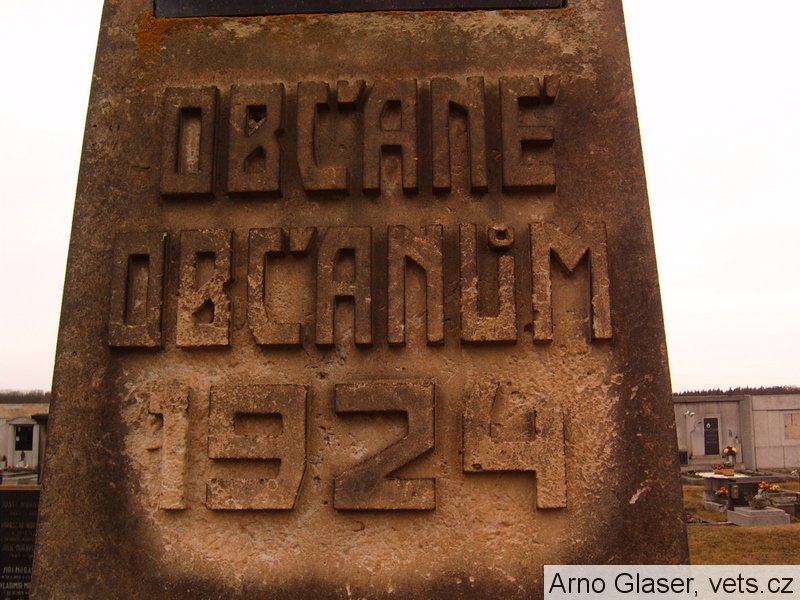 OBČANÉ
OBČANŮM
1924
Arno Glaser, vets.cz